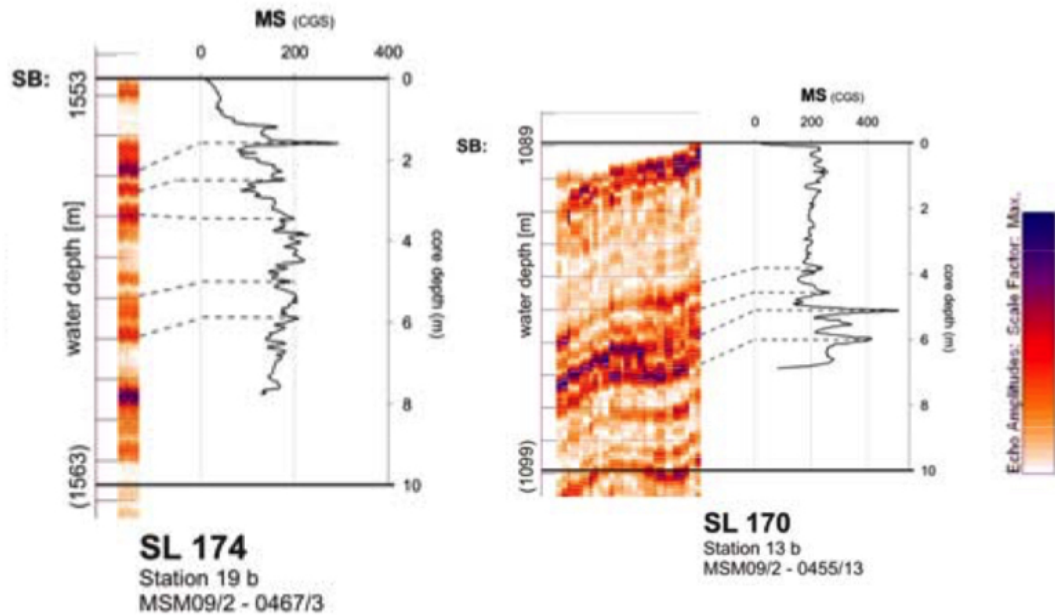 MS (CGS)
0 200 400
SB:
1553
water depth [m]
(1563)
0
2
4
6
8
10
core depth (m)
SL 174
Station 19 b
MSM09/2 - 0467/3
MS (CGS)
0 200 400
SB:
1089
water depth [m]
(1099)
0
2
4
6
8
10
core depth (m)
SL 170
Station 13 b
MSM09/2 - 0455/13
Echo Amplitudes: Scale Factor: Max.